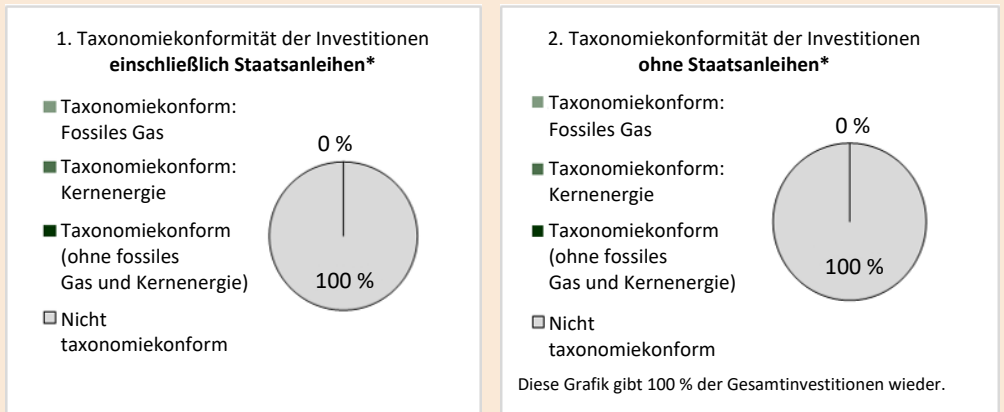 1. Taxonomiekonformität der Investitionen
einschließlich Staatsanleihen*
Taxonomiekonform:
Fossiles Gas
Taxonomiekonform:
Kernenergie
Taxonomiekonform
(ohne fossiles
Gas und Kernenergie)
Nicht
taxonomiekonform
0 %
100 %
2. Taxonomiekonformität der Investitionen
ohne Staatsanleihen*
Taxonomiekonform:
Fossiles Gas
Taxonomiekonform:
Kernenergie
Taxonomiekonform
(ohne fossiles
Gas und Kernenergie)
Nicht
taxonomiekonform
0 %
100 %
Diese Grafik gibt 100 % der Gesamtinvestitionen wieder.